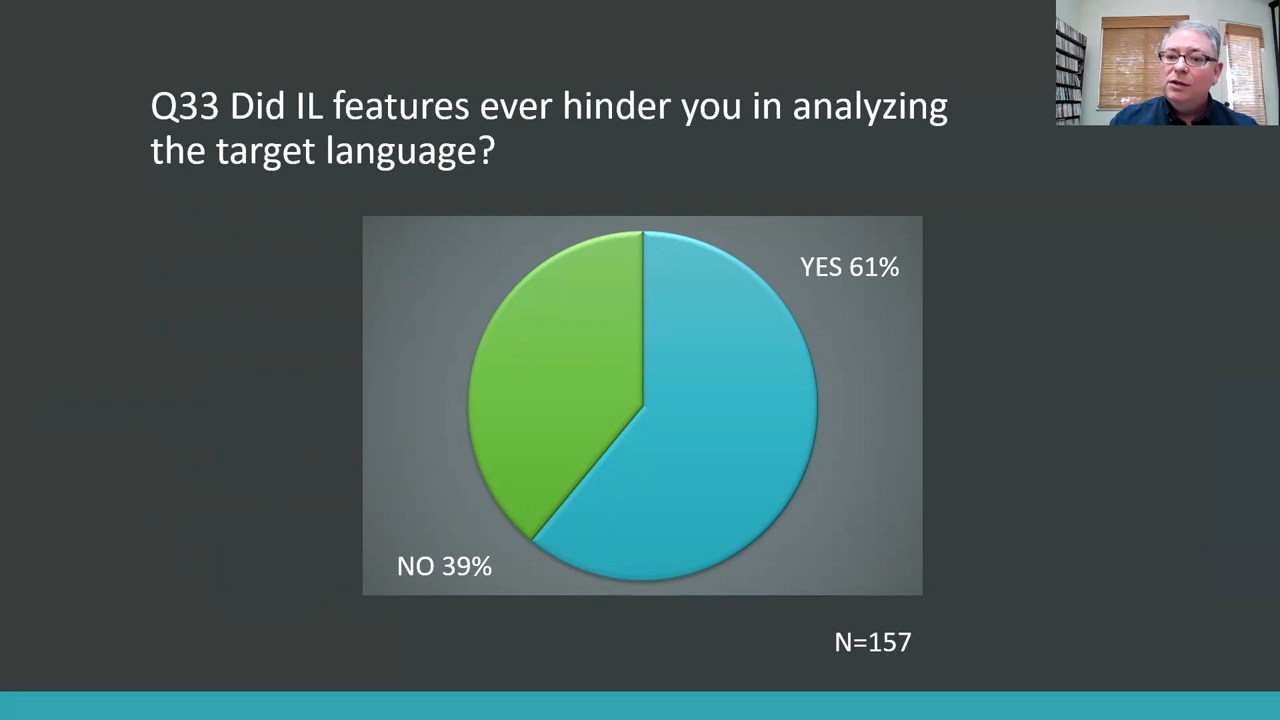 Q33 Did IL features ever hinder you in analyzing
the target language?
YES 61%
NO 39%
N=157